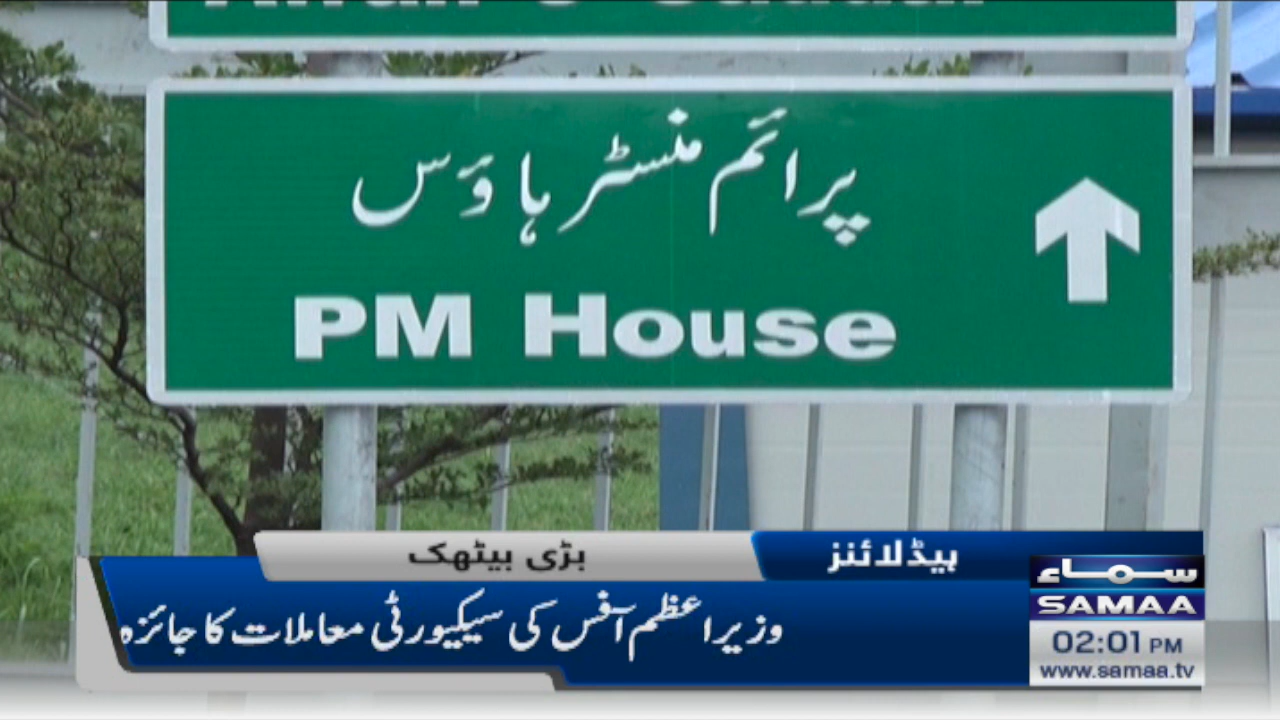 پرائم منسٹر ہاؤس
PM House
ہیڈلائنز
بڑی بیٹھک
وزیراعظم آفس کی سیکیورٹی معاملات کا جائزہ
سماء
SAMAA
02:01 PM
www.samaa.tv